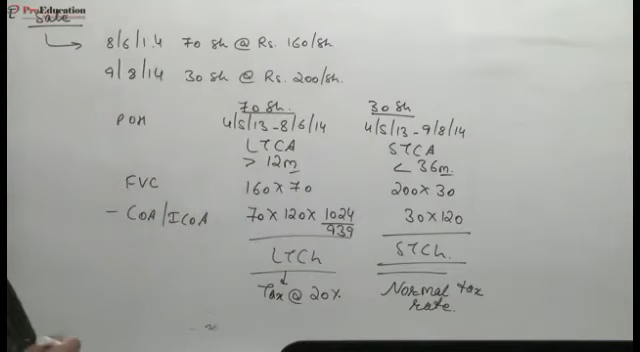 ProEducation
Sale
8/6/14 70 sh @ Rs. 160/sh.
9/8/14 30 sh @ Rs. 200/sh.
70 sh. 30 sh
POH 4/5/13 - 8/6/14 4/5/13 - 9/8/14
LTCA STCA
> 12m < 36m.
FVC 160 x 70 200 x 30
- COA/ICOA 70 x 120 x 1024/939 30 x 120
LTCG STCG.
Tax @ 20%. Normal tax
rate.